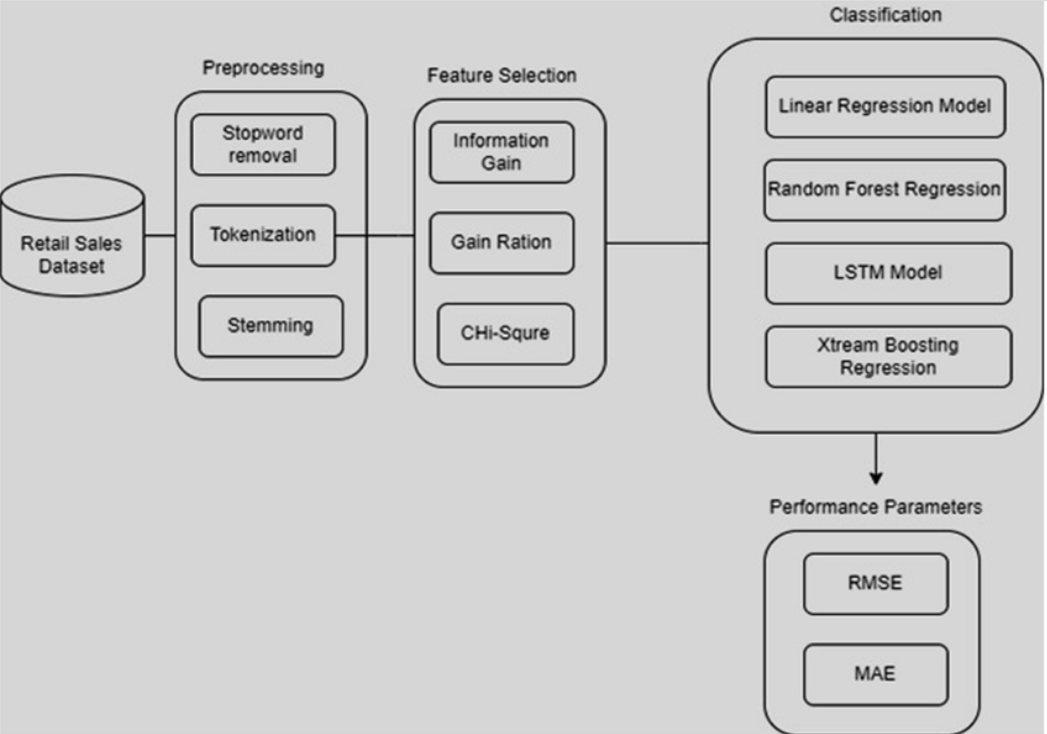 Classification
Preprocessing
Feature Selection
Retail Sales
Dataset
Stopword
removal
Tokenization
Stemming
Information
Gain
Gain Ration
CHi-Squre
Linear Regression Model
Random Forest Regression
LSTM Model
Xtream Boosting
Regression
Performance Parameters
RMSE
MAE